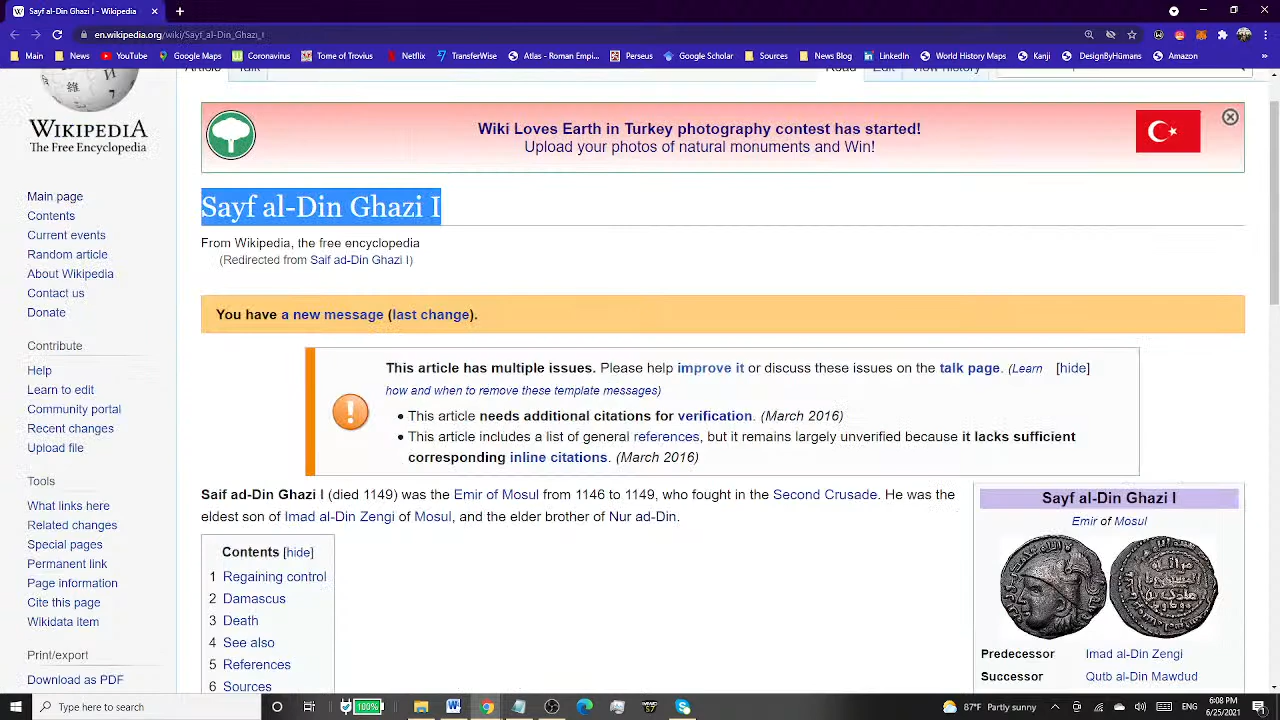 Sayf al-Din Ghazi I - Wikipedia
en.wikipedia.org/wiki/Sayf_al-Din_Ghazi_I
Main News YouTube Google Maps Coronavirus Tome of Trovius Netflix TransferWise Atlas - Roman Empi... Perseus Google Scholar Sources News Blog LinkedIn World History Maps Kanji DesignByHumans Amazon
Article Talk Read Edit View history
WIKIPEDIA
The Free Encyclopedia
Main page
Contents
Current events
Random article
About Wikipedia
Contact us
Donate
Contribute
Help
Learn to edit
Community portal
Recent changes
Upload file
Tools
What links here
Related changes
Special pages
Permanent link
Page information
Cite this page
Wikidata item
Print/export
Download as PDF
Wiki Loves Earth in Turkey photography contest has started!
Upload your photos of natural monuments and Win!
Sayf al-Din Ghazi I
From Wikipedia, the free encyclopedia
(Redirected from Saif ad-Din Ghazi I)
You have a new message (last change).
This article has multiple issues. Please help improve it or discuss these issues on the talk page. (Learn [hide]
how and when to remove these template messages)
• This article needs additional citations for verification. (March 2016)
• This article includes a list of general references, but it remains largely unverified because it lacks sufficient
corresponding inline citations. (March 2016)
Saif ad-Din Ghazi I (died 1149) was the Emir of Mosul from 1146 to 1149, who fought in the Second Crusade. He was the
eldest son of Imad al-Din Zengi of Mosul, and the elder brother of Nur ad-Din.
Contents [hide]
1 Regaining control
2 Damascus
3 Death
4 See also
5 References
6 Sources
Sayf al-Din Ghazi I
Emir of Mosul
Predecessor Imad al-Din Zengi
Successor Qutb al-Din Mawdud
Type here to search
100%
87°F Partly sunny
ENG
6:08 PM
6/25/2021